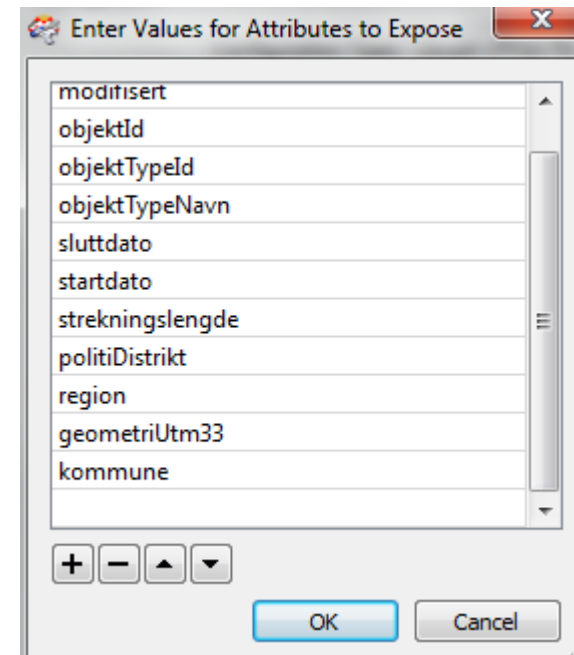 Enter Values for Attributes to Expose
modifisert
objektId
objektTypeId
objektTypeNavn
sluttdato
startdato
strekningslengde
politiDistrikt
region
geometriUtm33
kommune
OK Cancel